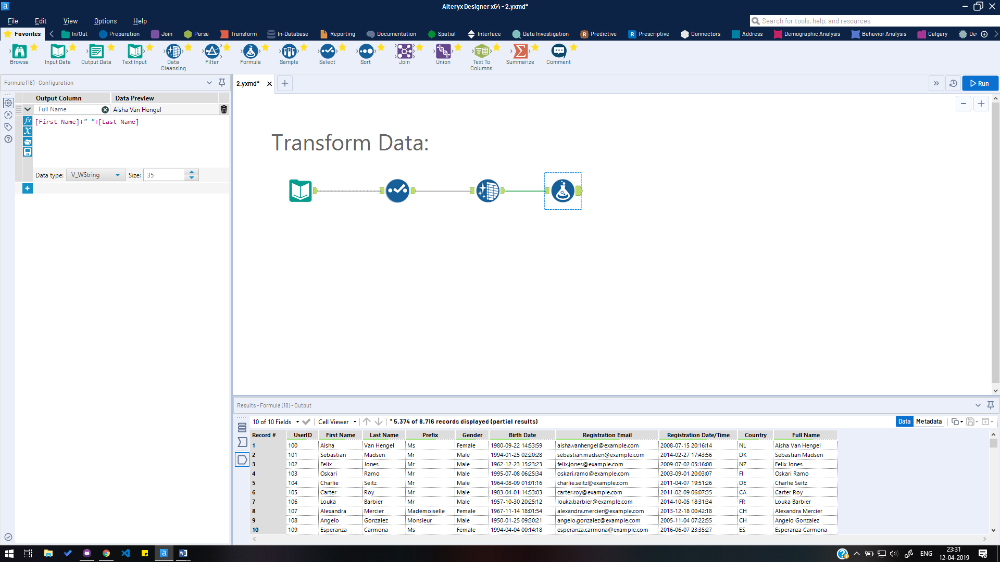 Alteryx Designer x64 - 2.yxmd*
File Edit View Options Help
Search for tools, help, and resources
Favorites In/Out Preparation Join Parse Transform In-Database Reporting Documentation Spatial Interface Data Investigation Predictive Prescriptive Connectors Address Demographic Analysis Behavior Analysis Calgary De
Browse Input Data Output Data Text Input Data Cleansing Filter Formula Sample Select Sort Join Union Text To Columns Summarize Comment
Formula (18) - Configuration
2.yxmd*
Run
Output Column Data Preview
Full Name Aisha Van Hengel
[First Name]+" "+[Last Name]
Data type: V_WString Size: 35
Transform Data:
Results - Formula (18) - Output
10 of 10 Fields Cell Viewer * 5,374 of 8,716 records displayed (partial results) Data Metadata
Record # UserID First Name Last Name Prefix Gender Birth Date Registration Email Registration Date/Time Country Full Name
1 100 Aisha Van Hengel Ms Female 1980-09-22 14:53:59 aisha.vanhengel@example.com 2008-07-15 20:16:14 NL Aisha Van Hengel
2 101 Sebastian Madsen Mr Male 1994-01-25 02:20:28 sebastian.madsen@example.com 2014-02-27 17:43:56 DK Sebastian Madsen
3 102 Felix Jones Mr Male 1962-12-23 15:23:23 felix.jones@example.com 2009-07-02 05:16:08 NZ Felix Jones
4 103 Oskari Ramo Mr Male 1995-07-08 06:25:34 oskari.ramo@example.com 2003-09-01 20:03:07 FI Oskari Ramo
5 104 Charlie Seitz Mr Male 1964-08-09 01:01:16 charlie.seitz@example.com 2011-04-07 19:51:26 DE Charlie Seitz
6 105 Carter Roy Mr Male 1983-04-01 14:53:03 carter.roy@example.com 2011-02-09 06:07:35 CA Carter Roy
7 106 Louka Barbier Mr Male 1957-10-30 20:25:12 louka.barbier@example.com 2014-10-05 18:31:34 FR Louka Barbier
8 107 Alexandra Mercier Mademoiselle Female 1967-11-14 18:01:54 alexandra.mercier@example.com 2013-12-18 00:42:18 CH Alexandra Mercier
9 108 Angelo Gonzalez Monsieur Male 1950-01-25 09:30:21 angelo.gonzalez@example.com 2005-11-04 07:22:55 CH Angelo Gonzalez
10 109 Esperanza Carmona Ms Female 1994-04-04 00:14:18 esperanza.carmona@example.com 2016-06-07 23:35:27 ES Esperanza Carmona
ENG
23:31
12-04-2019